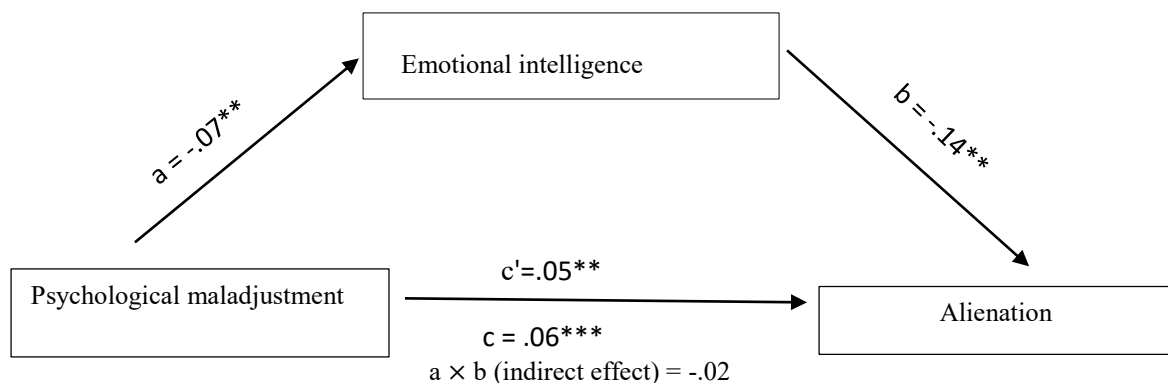 Emotional intelligence
a = -.07**
b = -.14**
Psychological maladjustment
c'=.05**
Alienation
c = .06***
a × b (indirect effect) = -.02